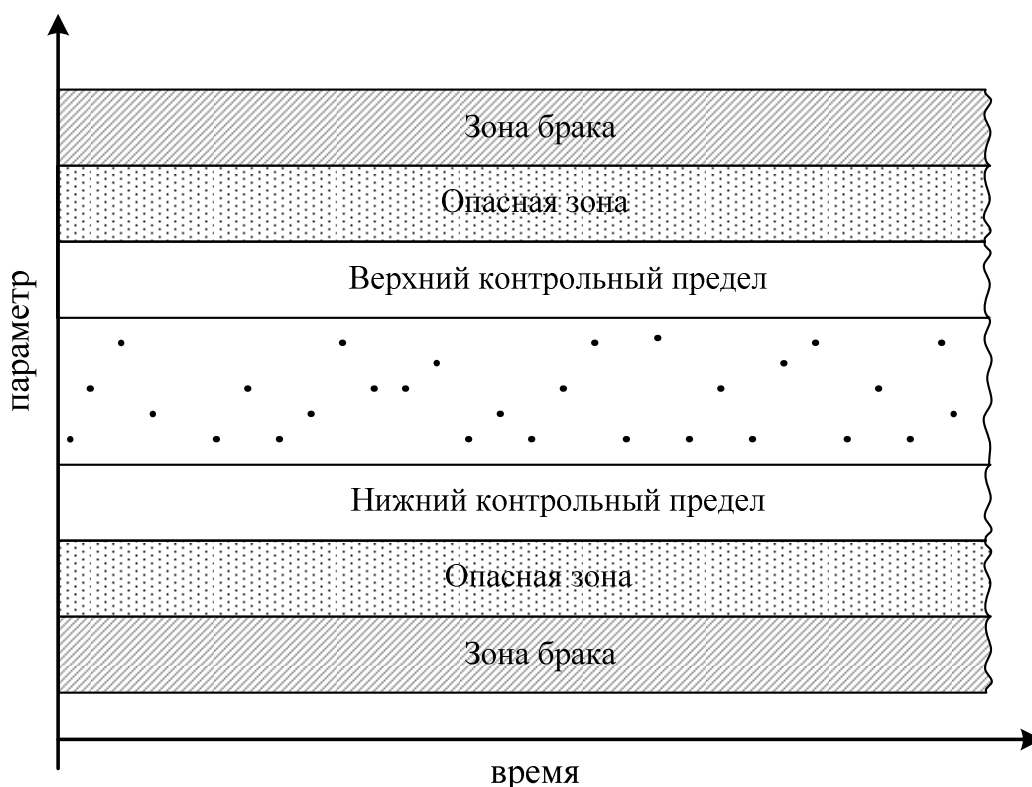 Зона брака
Опасная зона
Верхний контрольный предел
параметр
Нижний контрольный предел
Опасная зона
Зона брака
время